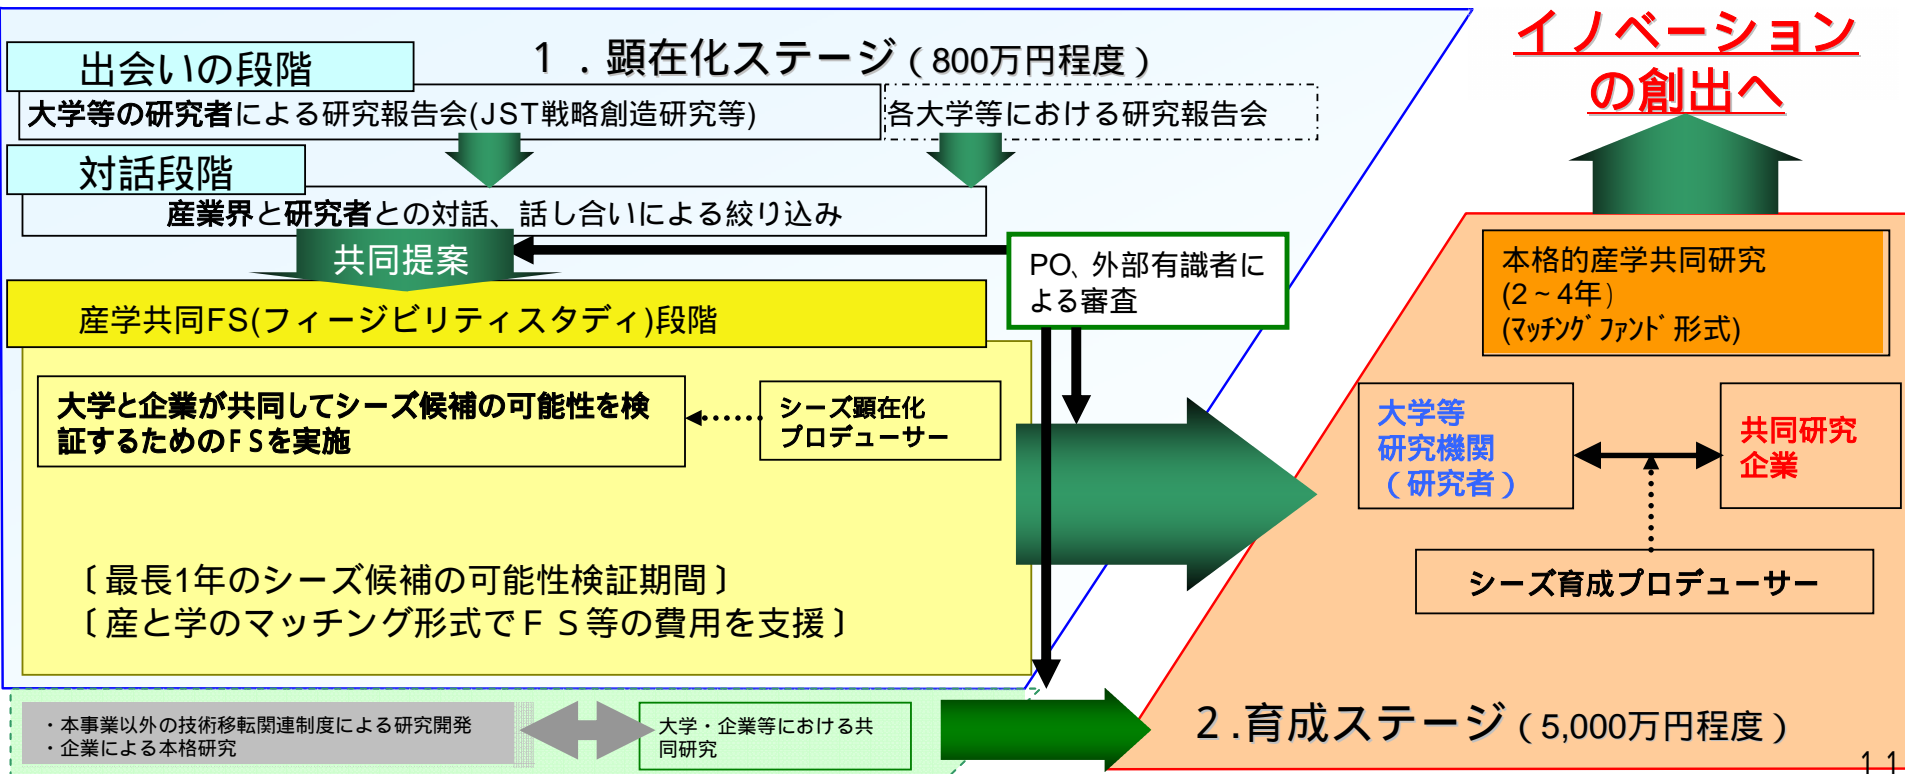 イノベーション
の創出へ
1.顕在化ステージ(800万円程度)
出会いの段階
大学等の研究者による研究報告会(JST戦略創造研究等)
各大学等における研究報告会
対話段階
産業界と研究者との対話、話し合いによる絞り込み
共同提案
PO、外部有識者に
よる審査
産学共同FS(フィージビリティスタディ)段階
大学と企業が共同してシーズ候補の可能性を検
証するためのFSを実施
シーズ顕在化
プロデューサー
〔最長1年のシーズ候補の可能性検証期間〕
〔産と学のマッチング形式でFS等の費用を支援〕
本格的産学共同研究
(2~4年)
(マッチングファンド形式)
大学等
研究機関
(研究者)
共同研究
企業
シーズ育成プロデューサー
2.育成ステージ(5,000万円程度)
・本事業以外の技術移転関連制度による研究開発
・企業による本格研究
大学・企業等における共
同研究
11